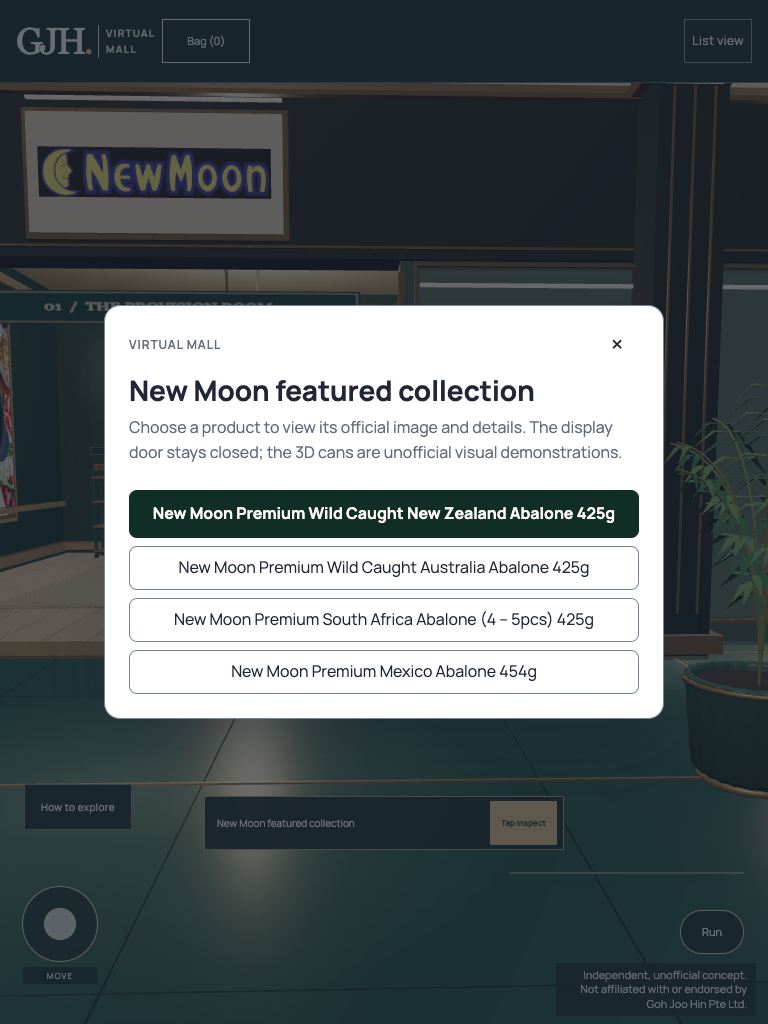 GJH. VIRTUAL MALL
Bag (0)
List view
NewMoon
01 / THE PROVISION ROOM
VIRTUAL MALL
×
New Moon featured collection
Choose a product to view its official image and details. The display
door stays closed; the 3D cans are unofficial visual demonstrations.
New Moon Premium Wild Caught New Zealand Abalone 425g
New Moon Premium Wild Caught Australia Abalone 425g
New Moon Premium South Africa Abalone (4 – 5pcs) 425g
New Moon Premium Mexico Abalone 454g
How to explore
New Moon featured collection
Tap Inspect
MOVE
Run
Independent, unofficial concept.
Not affiliated with or endorsed by
Goh Joo Hin Pte Ltd.